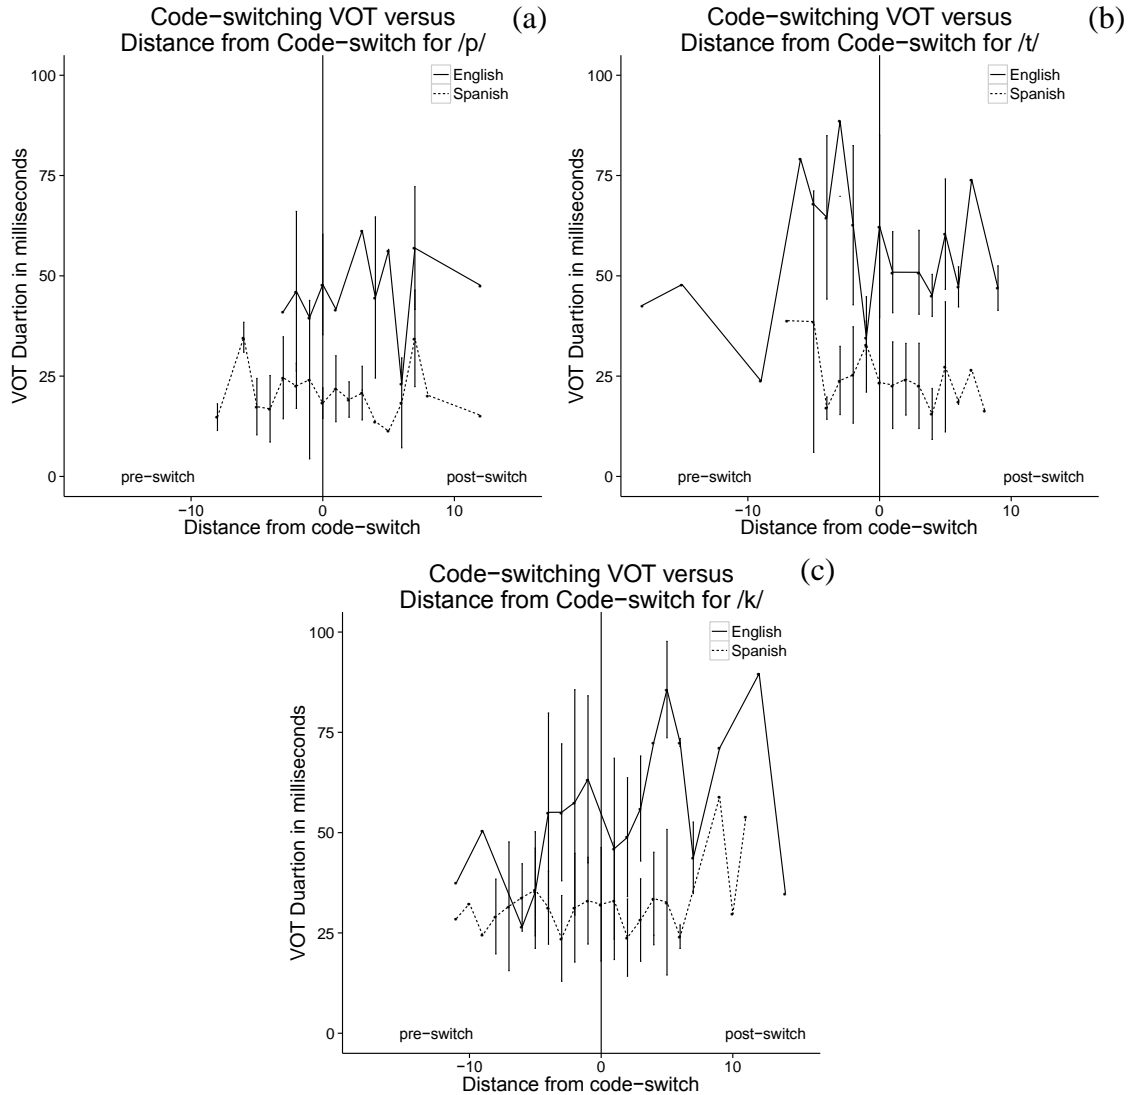 Code−switching VOT versus
Distance from Code−switch for /p/
(a)
English
Spanish
100
75
50
25
0
VOT Duartion in milliseconds
pre−switch
post−switch
−10
0
10
Distance from code−switch
Code−switching VOT versus
Distance from Code−switch for /t/
(b)
English
Spanish
100
75
50
25
0
VOT Duartion in milliseconds
pre−switch
post−switch
−10
0
10
Distance from code−switch
Code−switching VOT versus
Distance from Code−switch for /k/
(c)
English
Spanish
100
75
50
25
0
VOT Duartion in milliseconds
pre−switch
post−switch
−10
0
10
Distance from code−switch